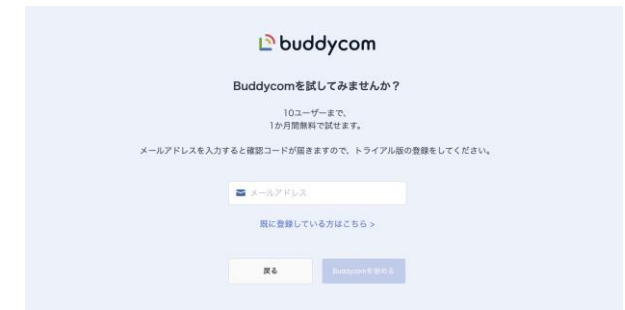 buddycom
Buddycomを試してみませんか？
10ユーザーまで、
1か月間無料で試せます。
メールアドレスを入力すると確認コードが届きますので、トライアル版の登録をしてください。
メールアドレス
既に登録している方はこちら >
戻る
Buddycomを始める